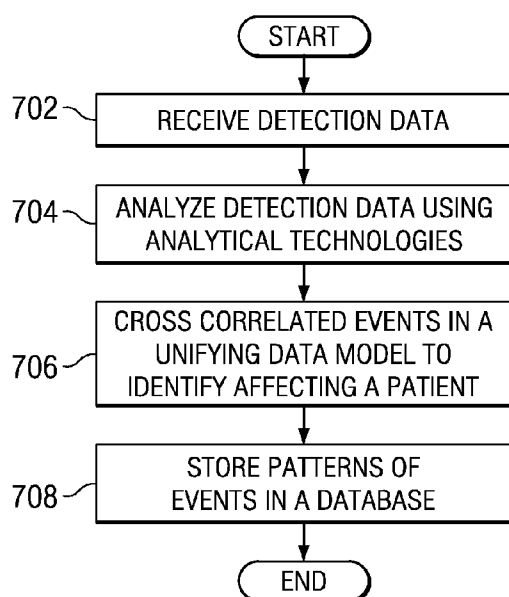 START
702
RECEIVE DETECTION DATA
704
ANALYZE DETECTION DATA USING
ANALYTICAL TECHNOLOGIES
706
CROSS CORRELATED EVENTS IN A
UNIFYING DATA MODEL TO
IDENTIFY AFFECTING A PATIENT
708
STORE PATTERNS OF
EVENTS IN A DATABASE
END